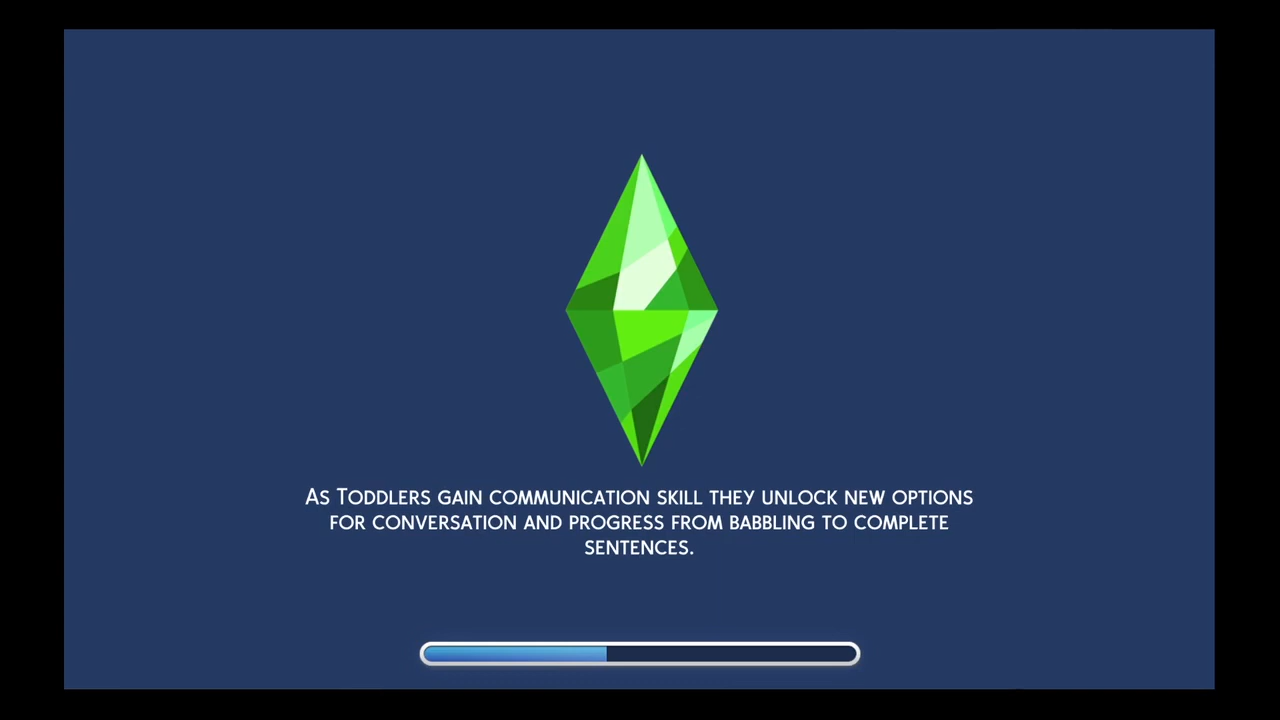 As Toddlers gain communication skill they unlock new options
for conversation and progress from babbling to complete
sentences.